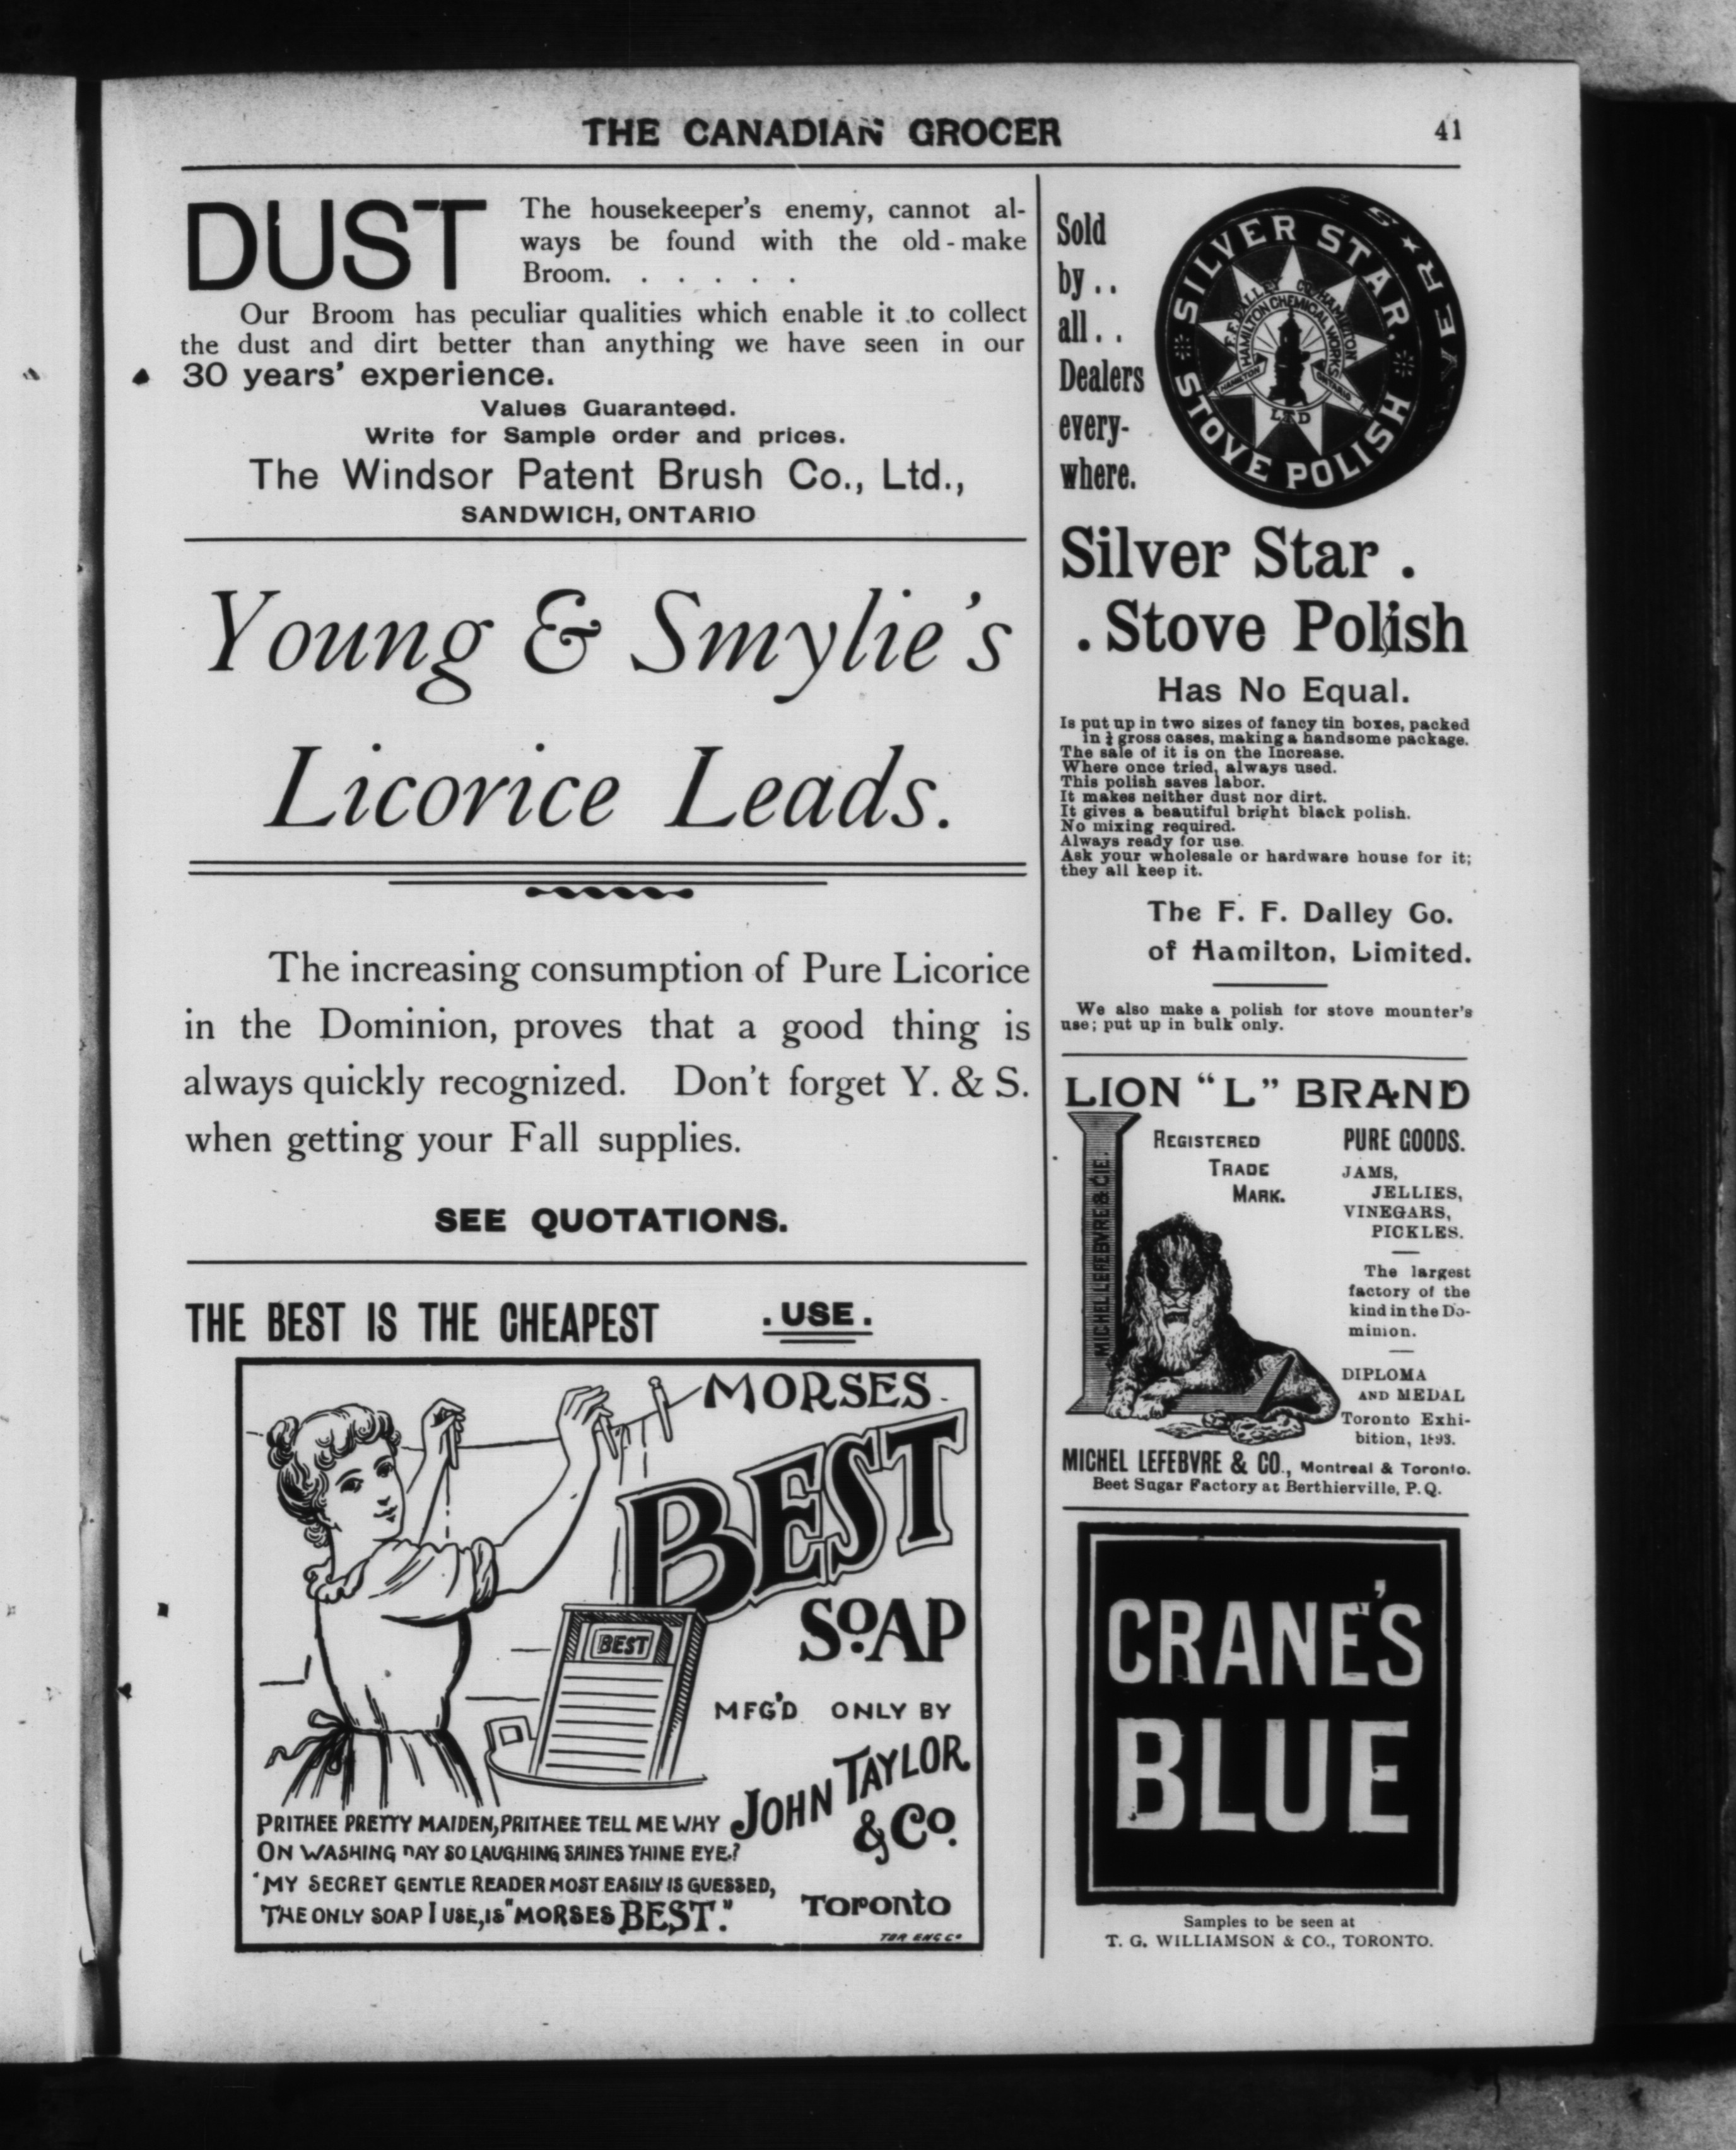 THE CANADIAN GROCER
41
DUST
The housekeeper's enemy, cannot al-
ways be found with the old-make
Broom. . . . . . .
Our Broom has peculiar qualities which enable it to collect
the dust and dirt better than anything we have seen in our
30 years' experience.
Values Guaranteed.
Write for Sample order and prices.
The Windsor Patent Brush Co., Ltd.,
SANDWICH, ONTARIO
Young & Smylie's
Licorice Leads.
The increasing consumption of Pure Licorice
in the Dominion, proves that a good thing is
always quickly recognized. Don't forget Y. & S.
when getting your Fall supplies.
SEE QUOTATIONS.
THE BEST IS THE CHEAPEST
. USE .
MORSES
BEST
SOAP
BEST
MFG'D ONLY BY
JOHN TAYLOR
& Co.
Toronto
PRITHEE PRETTY MAIDEN, PRITHEE TELL ME WHY
ON WASHING DAY SO LAUGHING SHINES THINE EYE?
"MY SECRET GENTLE READER MOST EASILY IS GUESSED,
THE ONLY SOAP I USE, IS "MORSES BEST."
TOR ENG Co
Sold
by . .
all . .
Dealers
every-
where.
SILVER STAR.
STOVE POLISH
F. F. DALLEY CO. HAMILTON
LTD
HAMILTON CHEMICAL WORKS
HAMILTON
ONTARIO
Silver Star .
. Stove Polish
Has No Equal.
Is put up in two sizes of fancy tin boxes, packed
in gross cases, making a handsome package.
The sale of it is on the Increase.
Where once tried, always used.
This polish saves labor.
It makes neither dust nor dirt.
It gives a beautiful bright black polish.
No mixing required.
Always ready for use.
Ask your wholesale or hardware house for it;
they all keep it.
The F. F. Dalley Co.
of Hamilton, Limited.
We also make a polish for stove mounter's
use; put up in bulk only.
LION "L" BRAND
REGISTERED
TRADE
MARK.
MICHEL LEFEBVRE & CIE.
PURE GOODS.
JAMS,
JELLIES,
VINEGARS,
PICKLES.
The largest
factory of the
kind in the Do-
minion.
DIPLOMA
AND MEDAL
Toronto Exhi-
bition, 1893.
MICHEL LEFEBVRE & CO., Montreal & Toronto.
Beet Sugar Factory at Berthierville, P. Q.
CRANE'S
BLUE
Samples to be seen at
T. G. WILLIAMSON & CO., TORONTO.